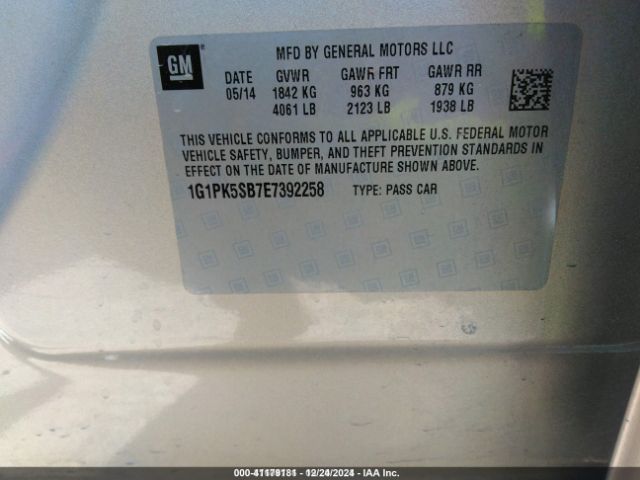 GM
MFD BY GENERAL MOTORS LLC
DATE GVWR GAWR FRT GAWR RR
05/14 1842 KG 963 KG 879 KG
4061 LB 2123 LB 1938 LB
THIS VEHICLE CONFORMS TO ALL APPLICABLE U.S. FEDERAL MOTOR
VEHICLE SAFETY, BUMPER, AND THEFT PREVENTION STANDARDS IN
EFFECT ON THE DATE OF MANUFACTURE SHOWN ABOVE.
1G1PK5SB7E7392258 TYPE: PASS CAR
000-41179181 - 12/24/2024 - IAA Inc.